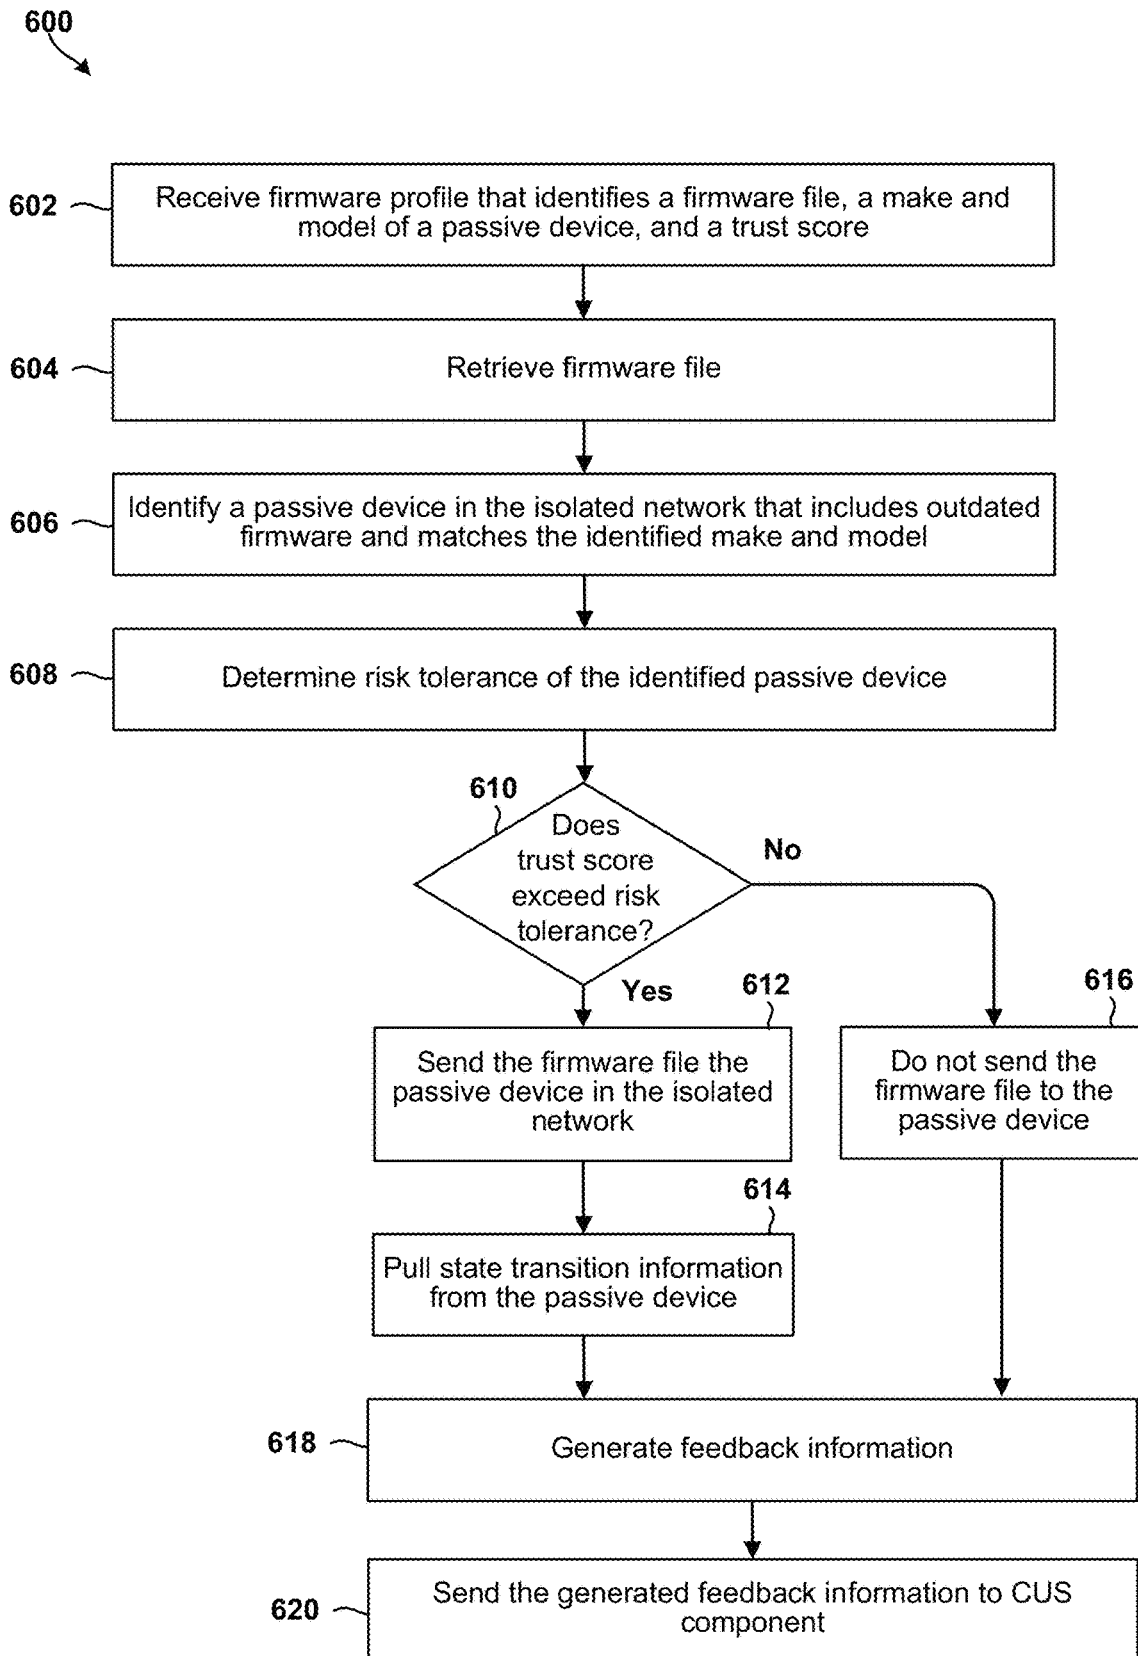 600
602
Receive firmware profile that identifies a firmware file, a make and
model of a passive device, and a trust score
604
Retrieve firmware file
606
Identify a passive device in the isolated network that includes outdated
firmware and matches the identified make and model
608
Determine risk tolerance of the identified passive device
610
Does
trust score
exceed risk
tolerance?
No
Yes
612
Send the firmware file the
passive device in the isolated
network
616
Do not send the
firmware file to the
passive device
614
Pull state transition information
from the passive device
618
Generate feedback information
620
Send the generated feedback information to CUS
component